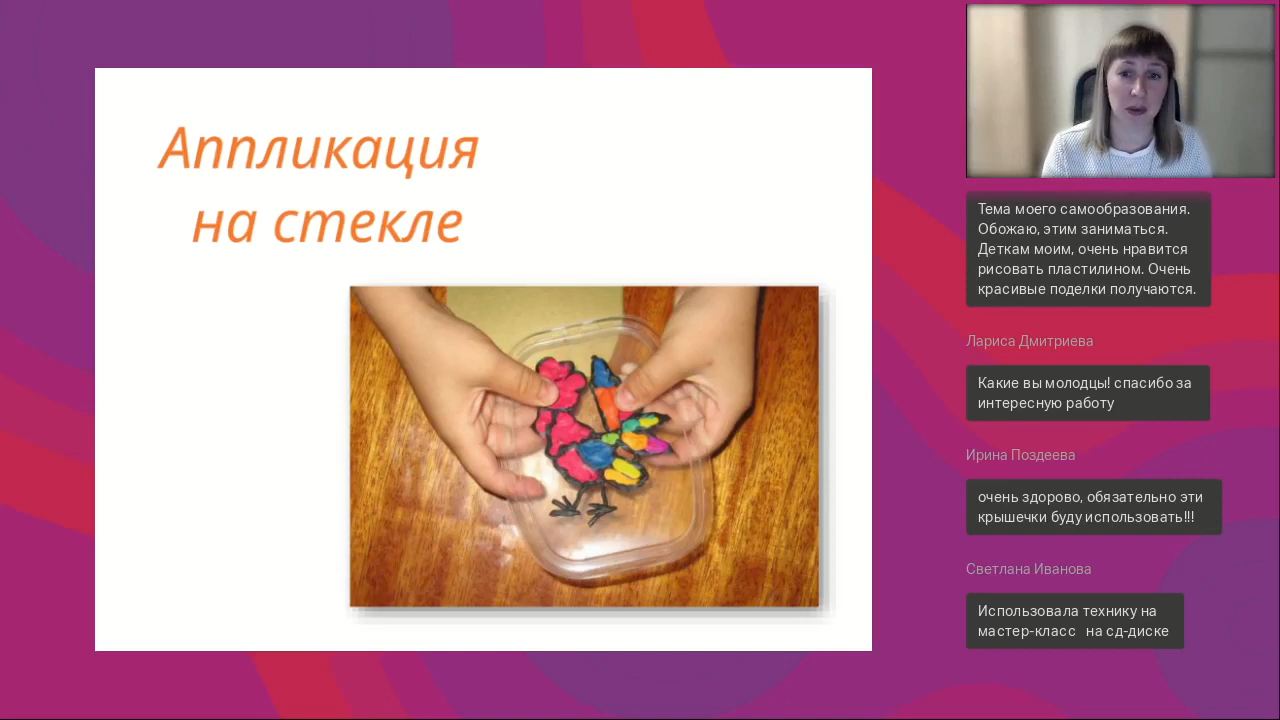 Аппликация
на стекле
Тема моего самообразования.
Обожаю, этим заниматься.
Деткам моим, очень нравится
рисовать пластилином. Очень
красивые поделки получаются.
Лариса Дмитриева
Какие вы молодцы! спасибо за
интересную работу
Ирина Поздеева
очень здорово, обязательно эти
крышечки буду использовать!!!
Светлана Иванова
Использовала технику на
мастер-класс на сд-диске